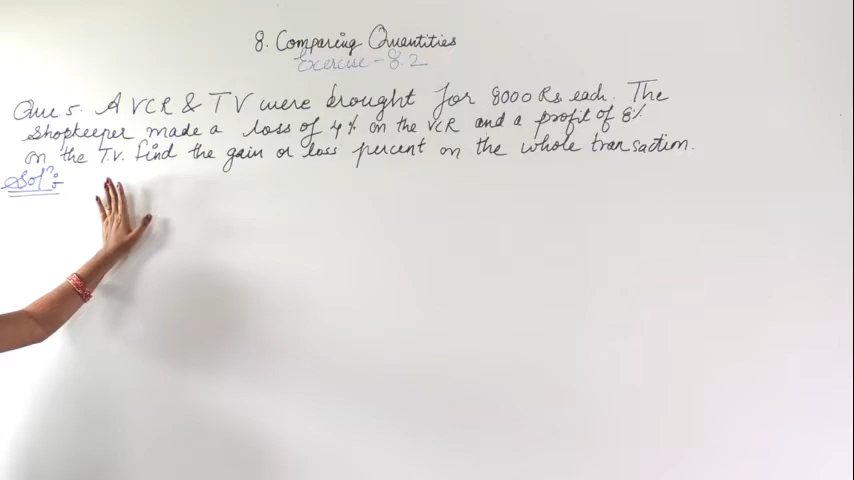 8. Comparing Quantities
Exercise - 8.2
Que 5. A VCR & TV were brought for 8000 Rs each. The
shopkeeper made a loss of 4% on the VCR and a profit of 8%
on the T.V. find the gain or loss percent on the whole transaction.
Solⁿ: